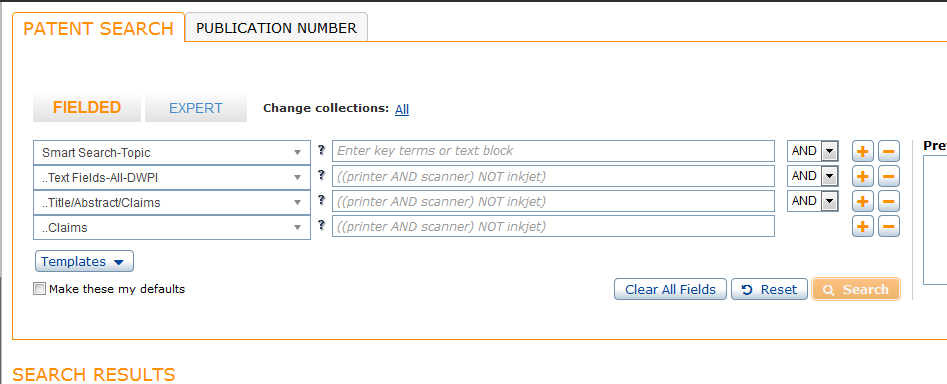 PATENT SEARCH PUBLICATION NUMBER
FIELDED EXPERT Change collections: All
Smart Search-Topic ? Enter key terms or text block AND + − Pre
..Text Fields-All-DWPI ? ((printer AND scanner) NOT inkjet) AND + −
..Title/Abstract/Claims ? ((printer AND scanner) NOT inkjet) AND + −
..Claims ? ((printer AND scanner) NOT inkjet) + −
Templates
Make these my defaults Clear All Fields Reset Search
SEARCH RESULTS